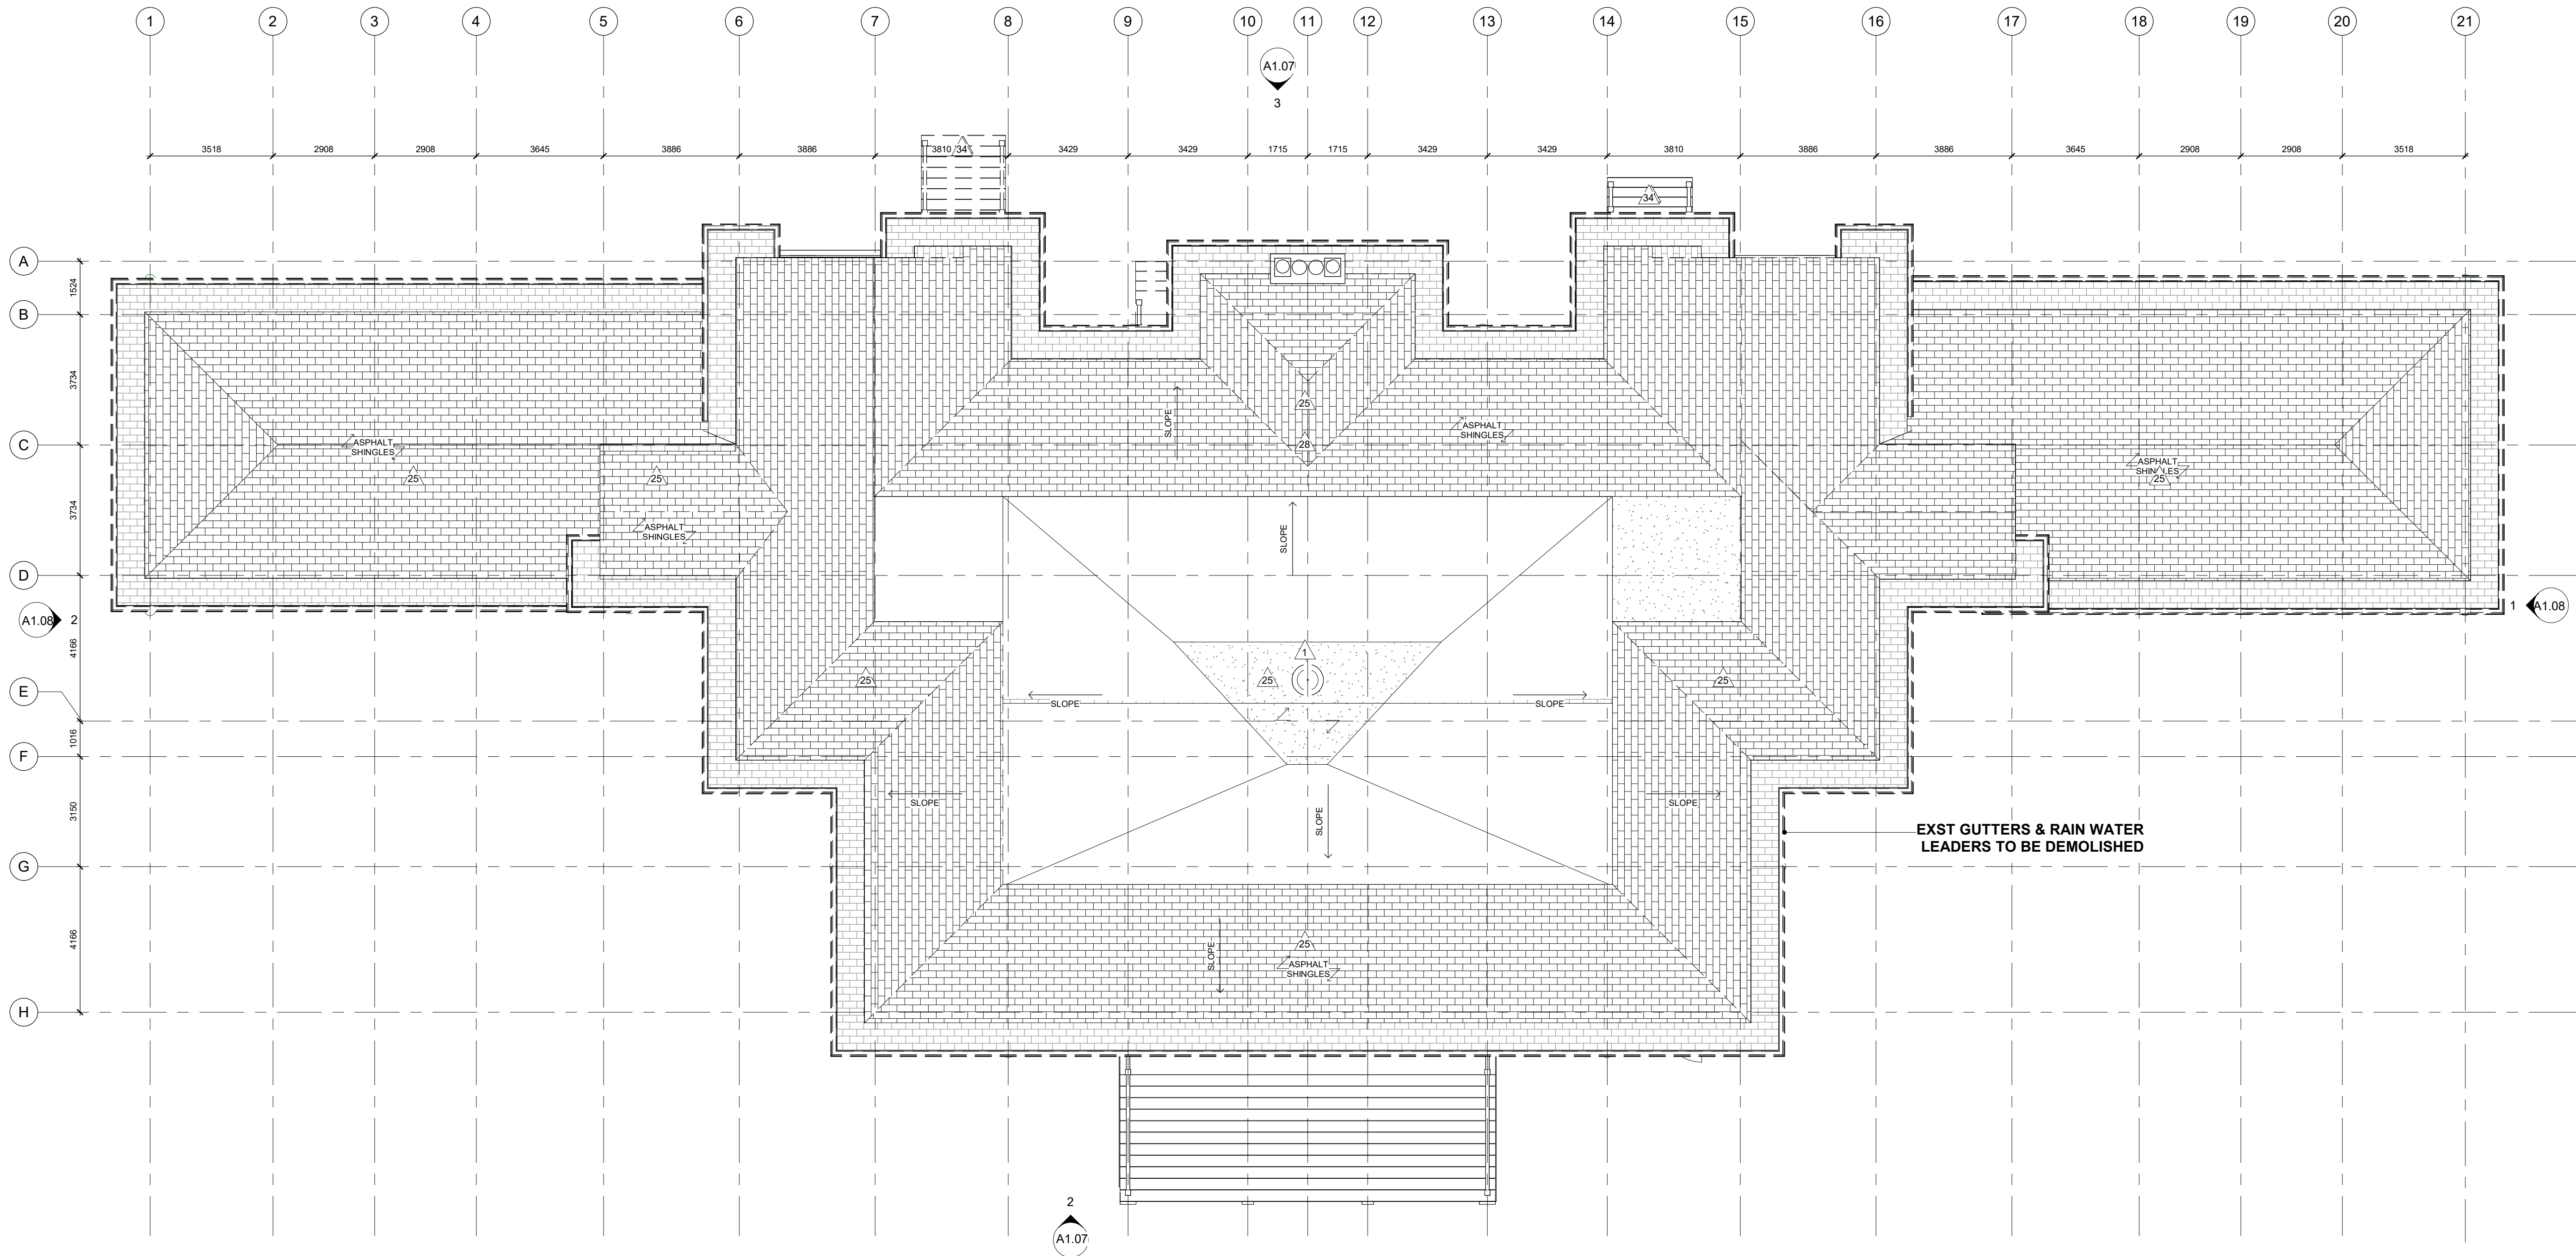 1 2 3 4 5 6 7 8 9 10 11 12 13 14 15 16 17 18 19 20 21
A1.07
3
3518 2908 2908 3645 3886 3886 3810 3429 3429 1715 1715 3429 3429 3810 3886 3886 3645 2908 2908 3518
34
34
A
1524
B
3734
25
SLOPE
ASPHALT
SHINGLES
C
28
ASPHALT
SHINGLES
25
25
ASPHALT
SHINGLES
25
3734
ASPHALT
SHINGLES
SLOPE
D
A1.08
2
1
A1.08
4166
1
25
25
25
E
SLOPE
SLOPE
1016
F
3150
SLOPE
SLOPE
SLOPE
EXST GUTTERS & RAIN WATER
LEADERS TO BE DEMOLISHED
G
4166
SLOPE
25
ASPHALT
SHINGLES
H
2
A1.07